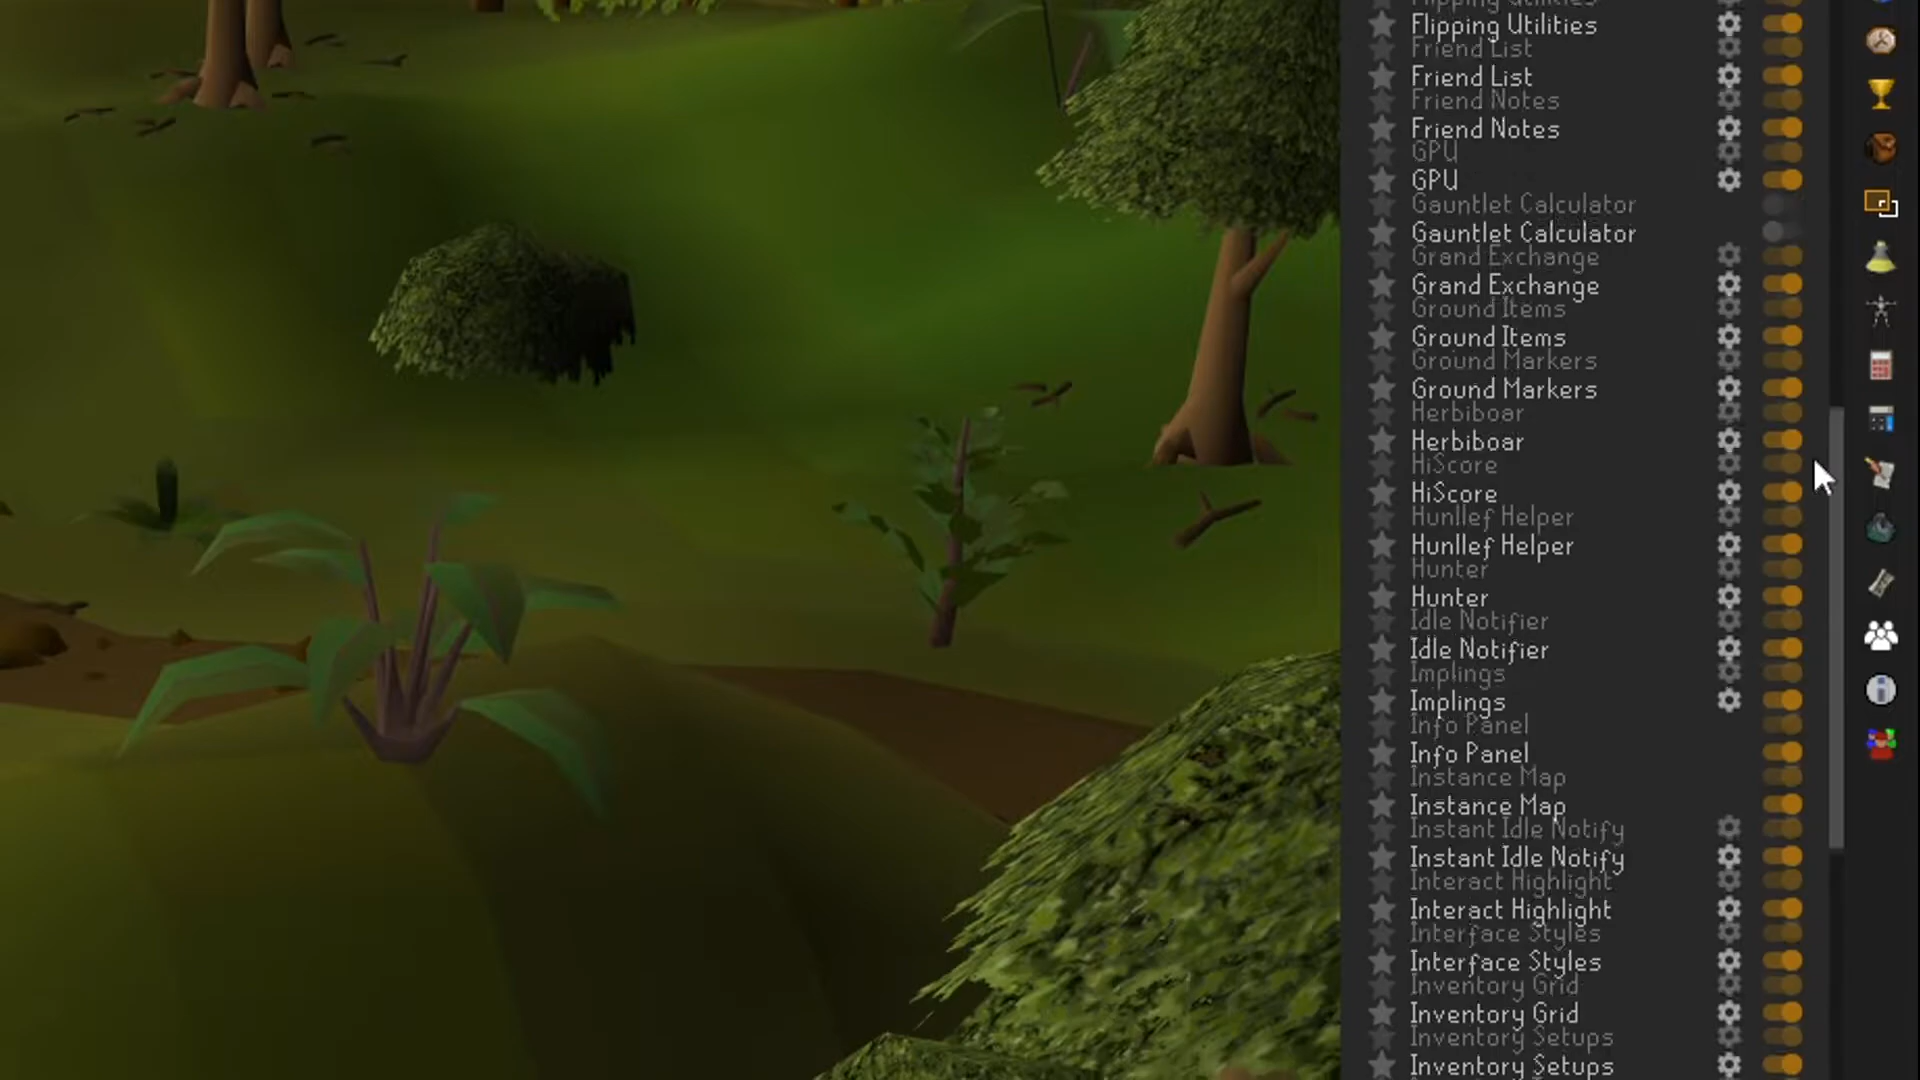 Flipping Utilities
Flipping Utilities
Friend List
Friend List
Friend Notes
Friend Notes
GPU
GPU
Gauntlet Calculator
Gauntlet Calculator
Grand Exchange
Grand Exchange
Ground Items
Ground Items
Ground Markers
Ground Markers
Herbiboar
Herbiboar
HiScore
HiScore
Hunllef Helper
Hunllef Helper
Hunter
Hunter
Idle Notifier
Idle Notifier
Implings
Implings
Info Panel
Info Panel
Instance Map
Instance Map
Instant Idle Notify
Instant Idle Notify
Interact Highlight
Interact Highlight
Interface Styles
Interface Styles
Inventory Grid
Inventory Grid
Inventory Setups
Inventory Setups